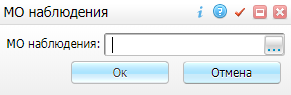 МО наблюдения
МО наблюдения:
...
Ок
Отмена